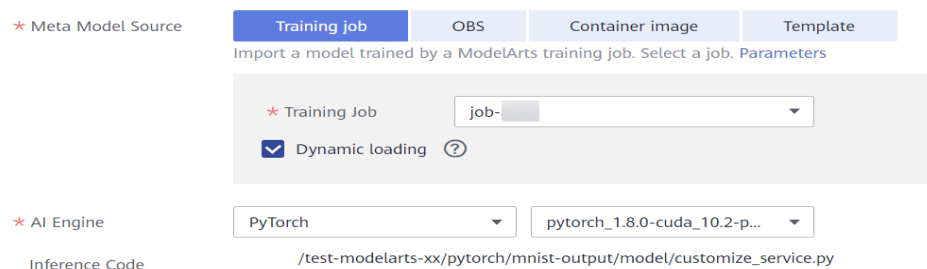 * Meta Model Source Training job OBS Container image Template
Import a model trained by a ModelArts training job. Select a job. Parameters
* Training Job job-
Dynamic loading ?
* AI Engine PyTorch pytorch_1.8.0-cuda_10.2-p...
Inference Code /test-modelarts-xx/pytorch/mnist-output/model/customize_service.py